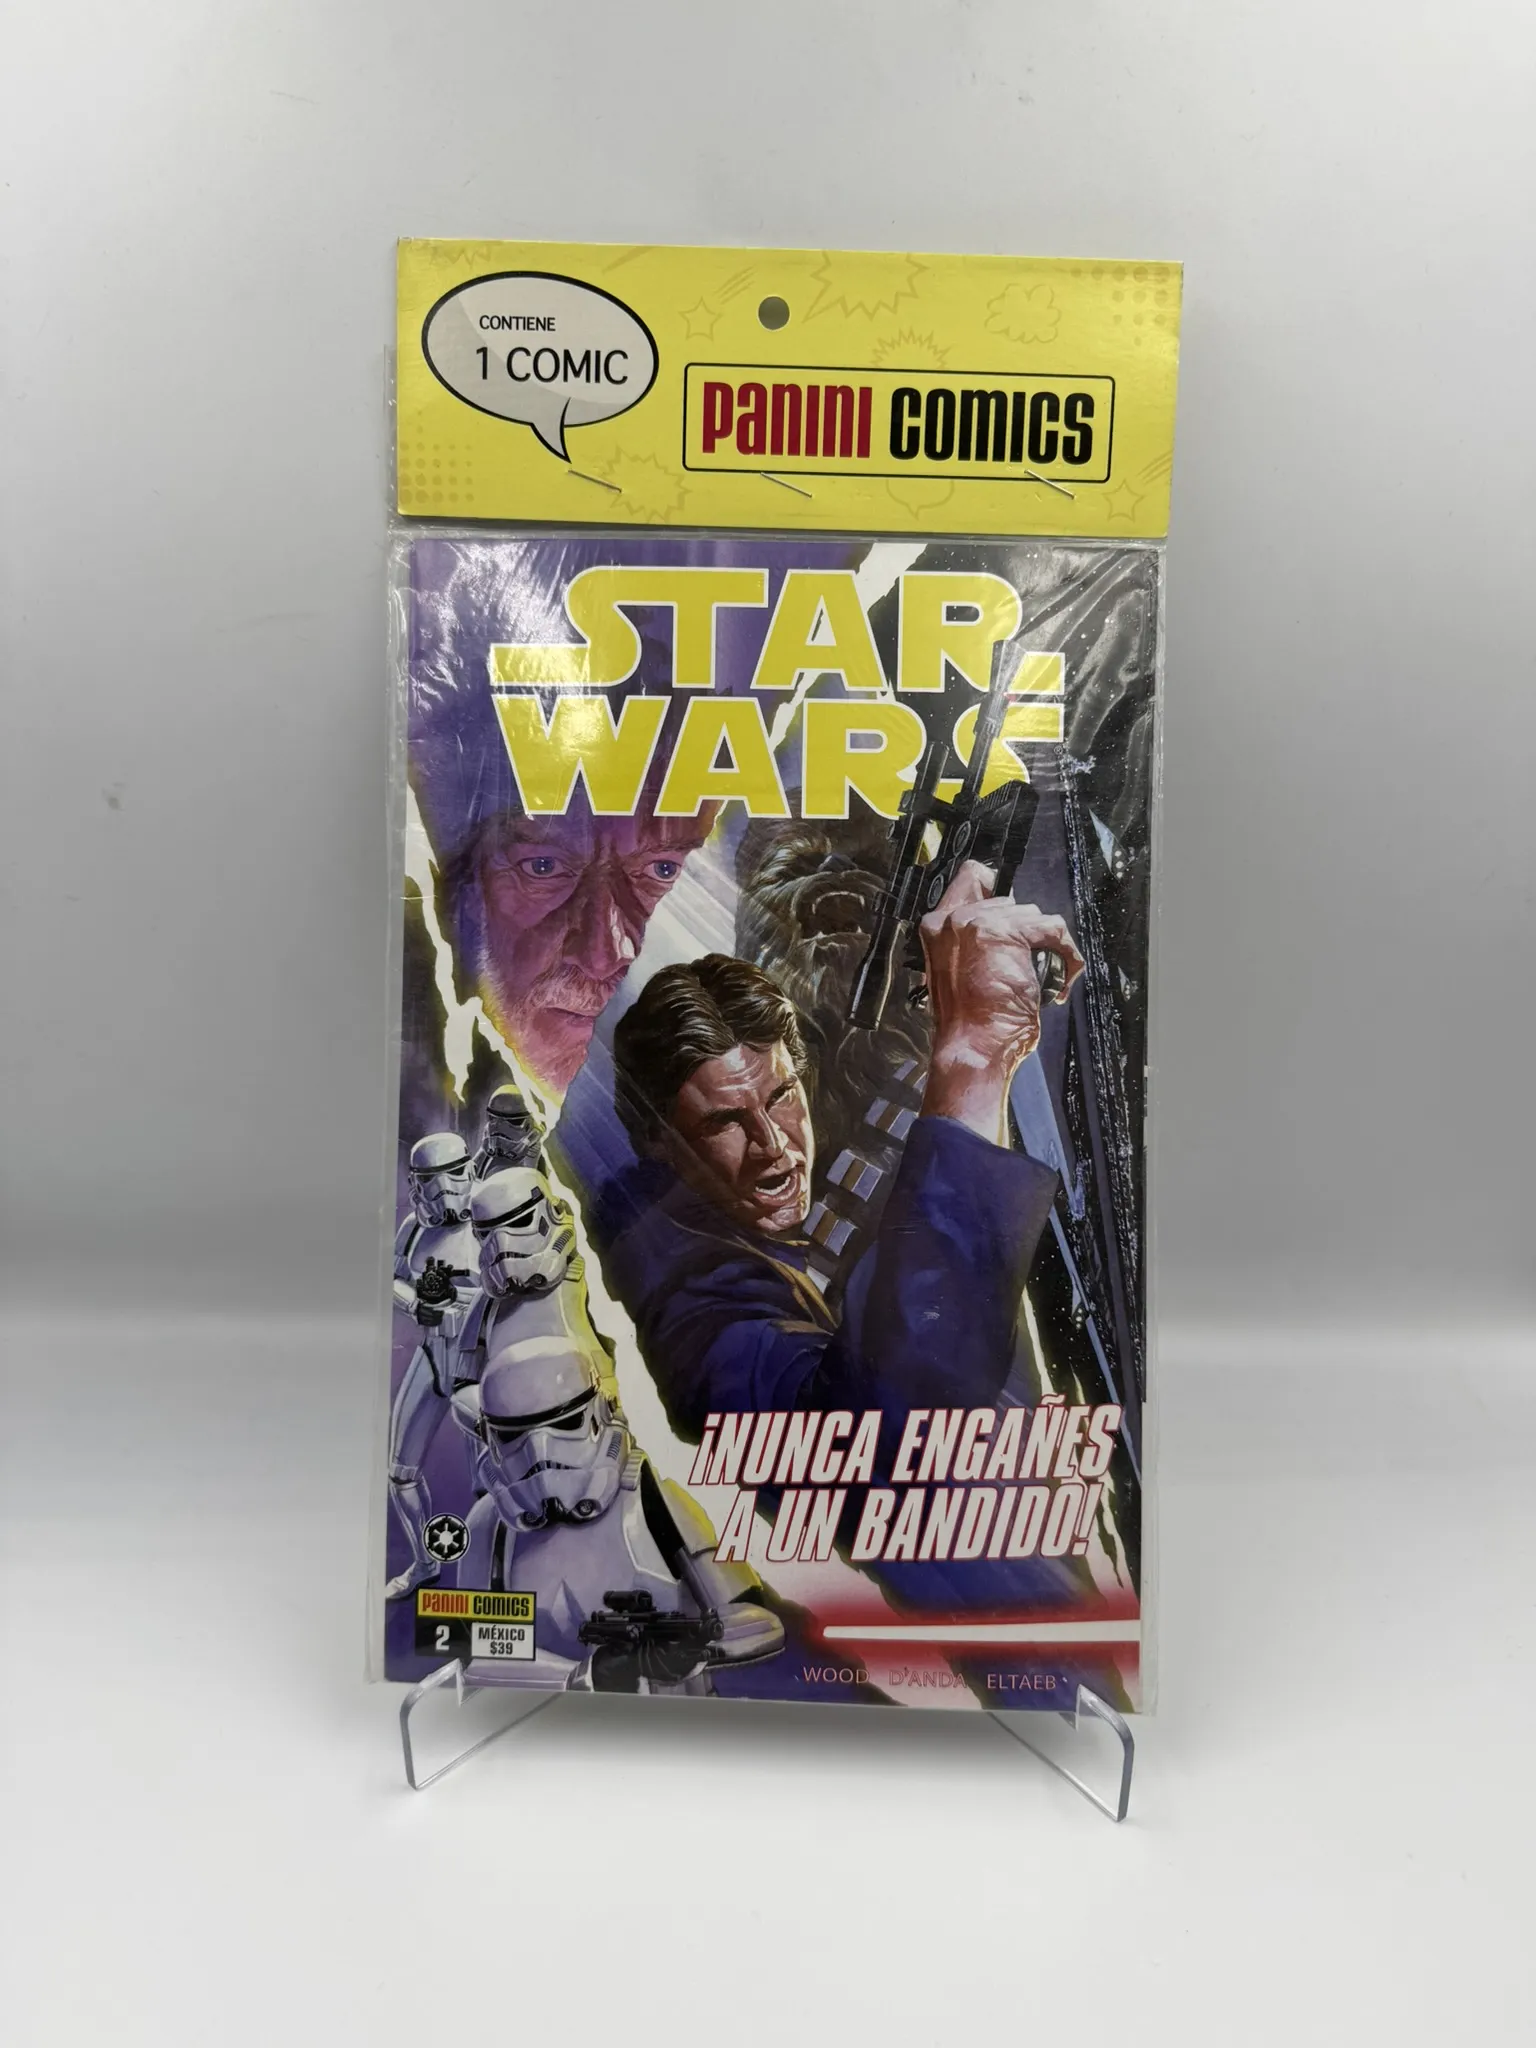 CONTIENE
1 COMIC
PANINI COMICS
STAR
WARS
¡NUNCA ENGAÑES
A UN BANDIDO!
PANINI COMICS
2
MÉXICO
$39
WOOD D'ANDA ELTAEB